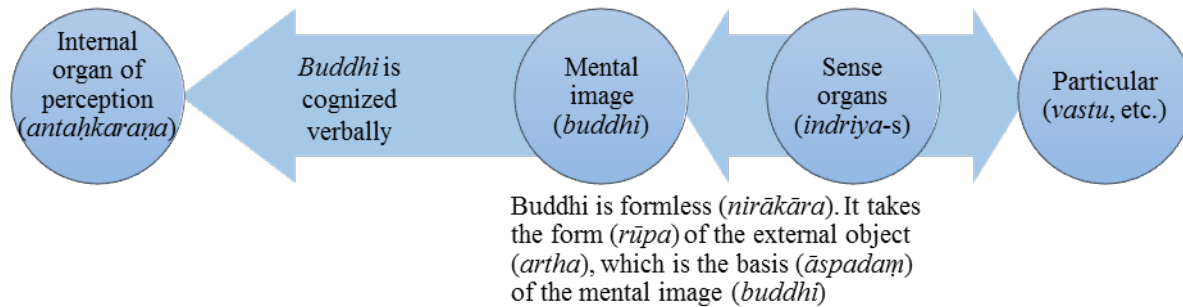 Internal
organ of
perception
(antaḥkaraṇa)
Buddhi is
cognized
verbally
Mental
image
(buddhi)
Sense
organs
(indriya-s)
Particular
(vastu, etc.)
Buddhi is formless (nirākāra). It takes
the form (rūpa) of the external object
(artha), which is the basis (āspadaṃ)
of the mental image (buddhi)